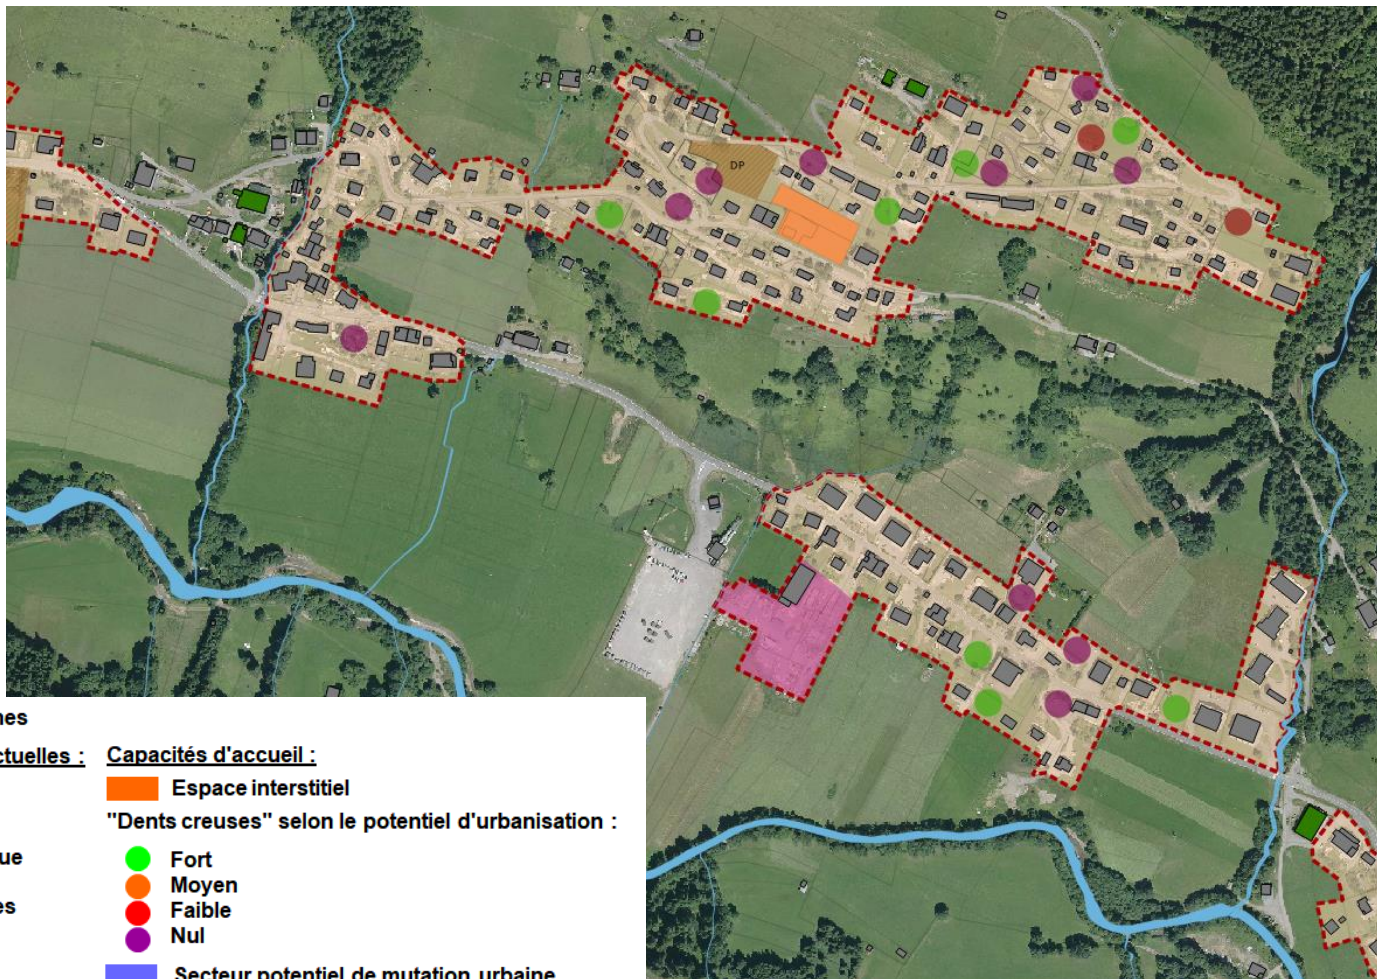 DP
nes
ctuelles :
Capacités d'accueil :
Espace interstitiel
"Dents creuses" selon le potentiel d'urbanisation :
ue
Fort
Moyen
es
Faible
Nul
Secteur potentiel de mutation urbaine